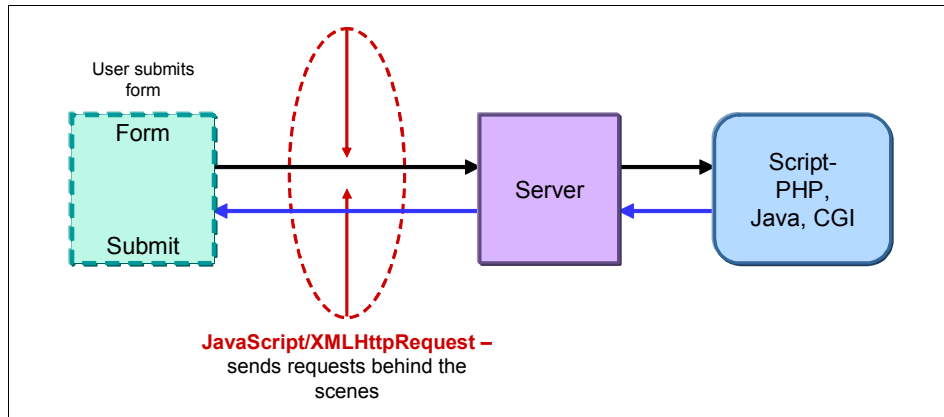 User submits
form
Form
Submit
Server
Script-
PHP,
Java, CGI
JavaScript/XMLHttpRequest –
sends requests behind the
scenes